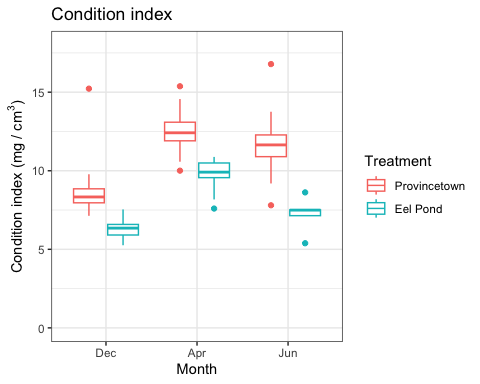 Condition index
Condition index (mg / cm³)
15
10
5
0
Dec Apr Jun
Month
Treatment
Provincetown
Eel Pond